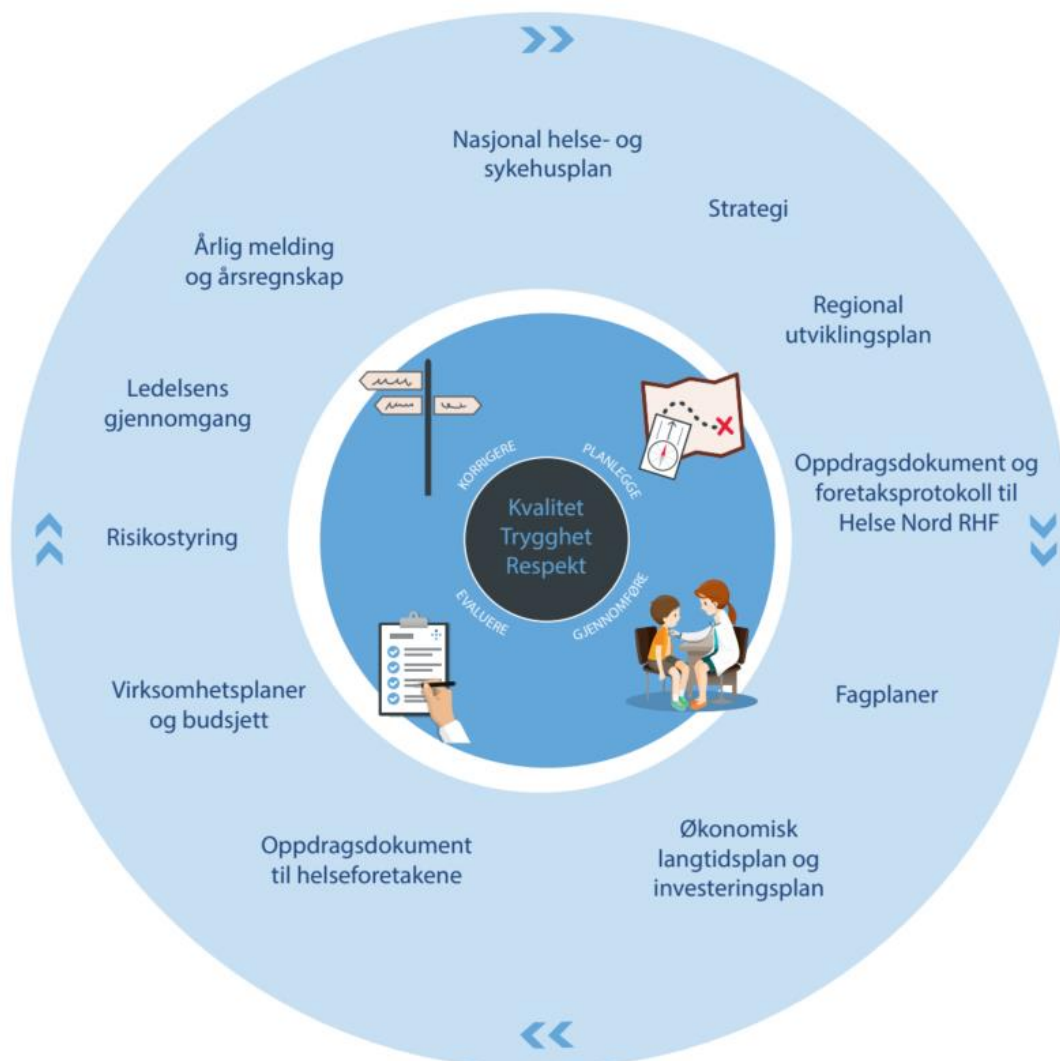 Nasjonal helse- og
sykehusplan
Strategi
Regional
utviklingsplan
Oppdragsdokument og
foretaksprotokoll til
Helse Nord RHF
Fagplaner
Økonomisk
langtidsplan og
investeringsplan
Oppdragsdokument
til helseforetakene
Virksomhetsplaner
og budsjett
Risikostyring
Ledelsens
gjennomgang
Årlig melding
og årsregnskap
PLANLEGGE
GJENNOMFØRE
EVALUERE
KORRIGERE
Kvalitet
Trygghet
Respekt